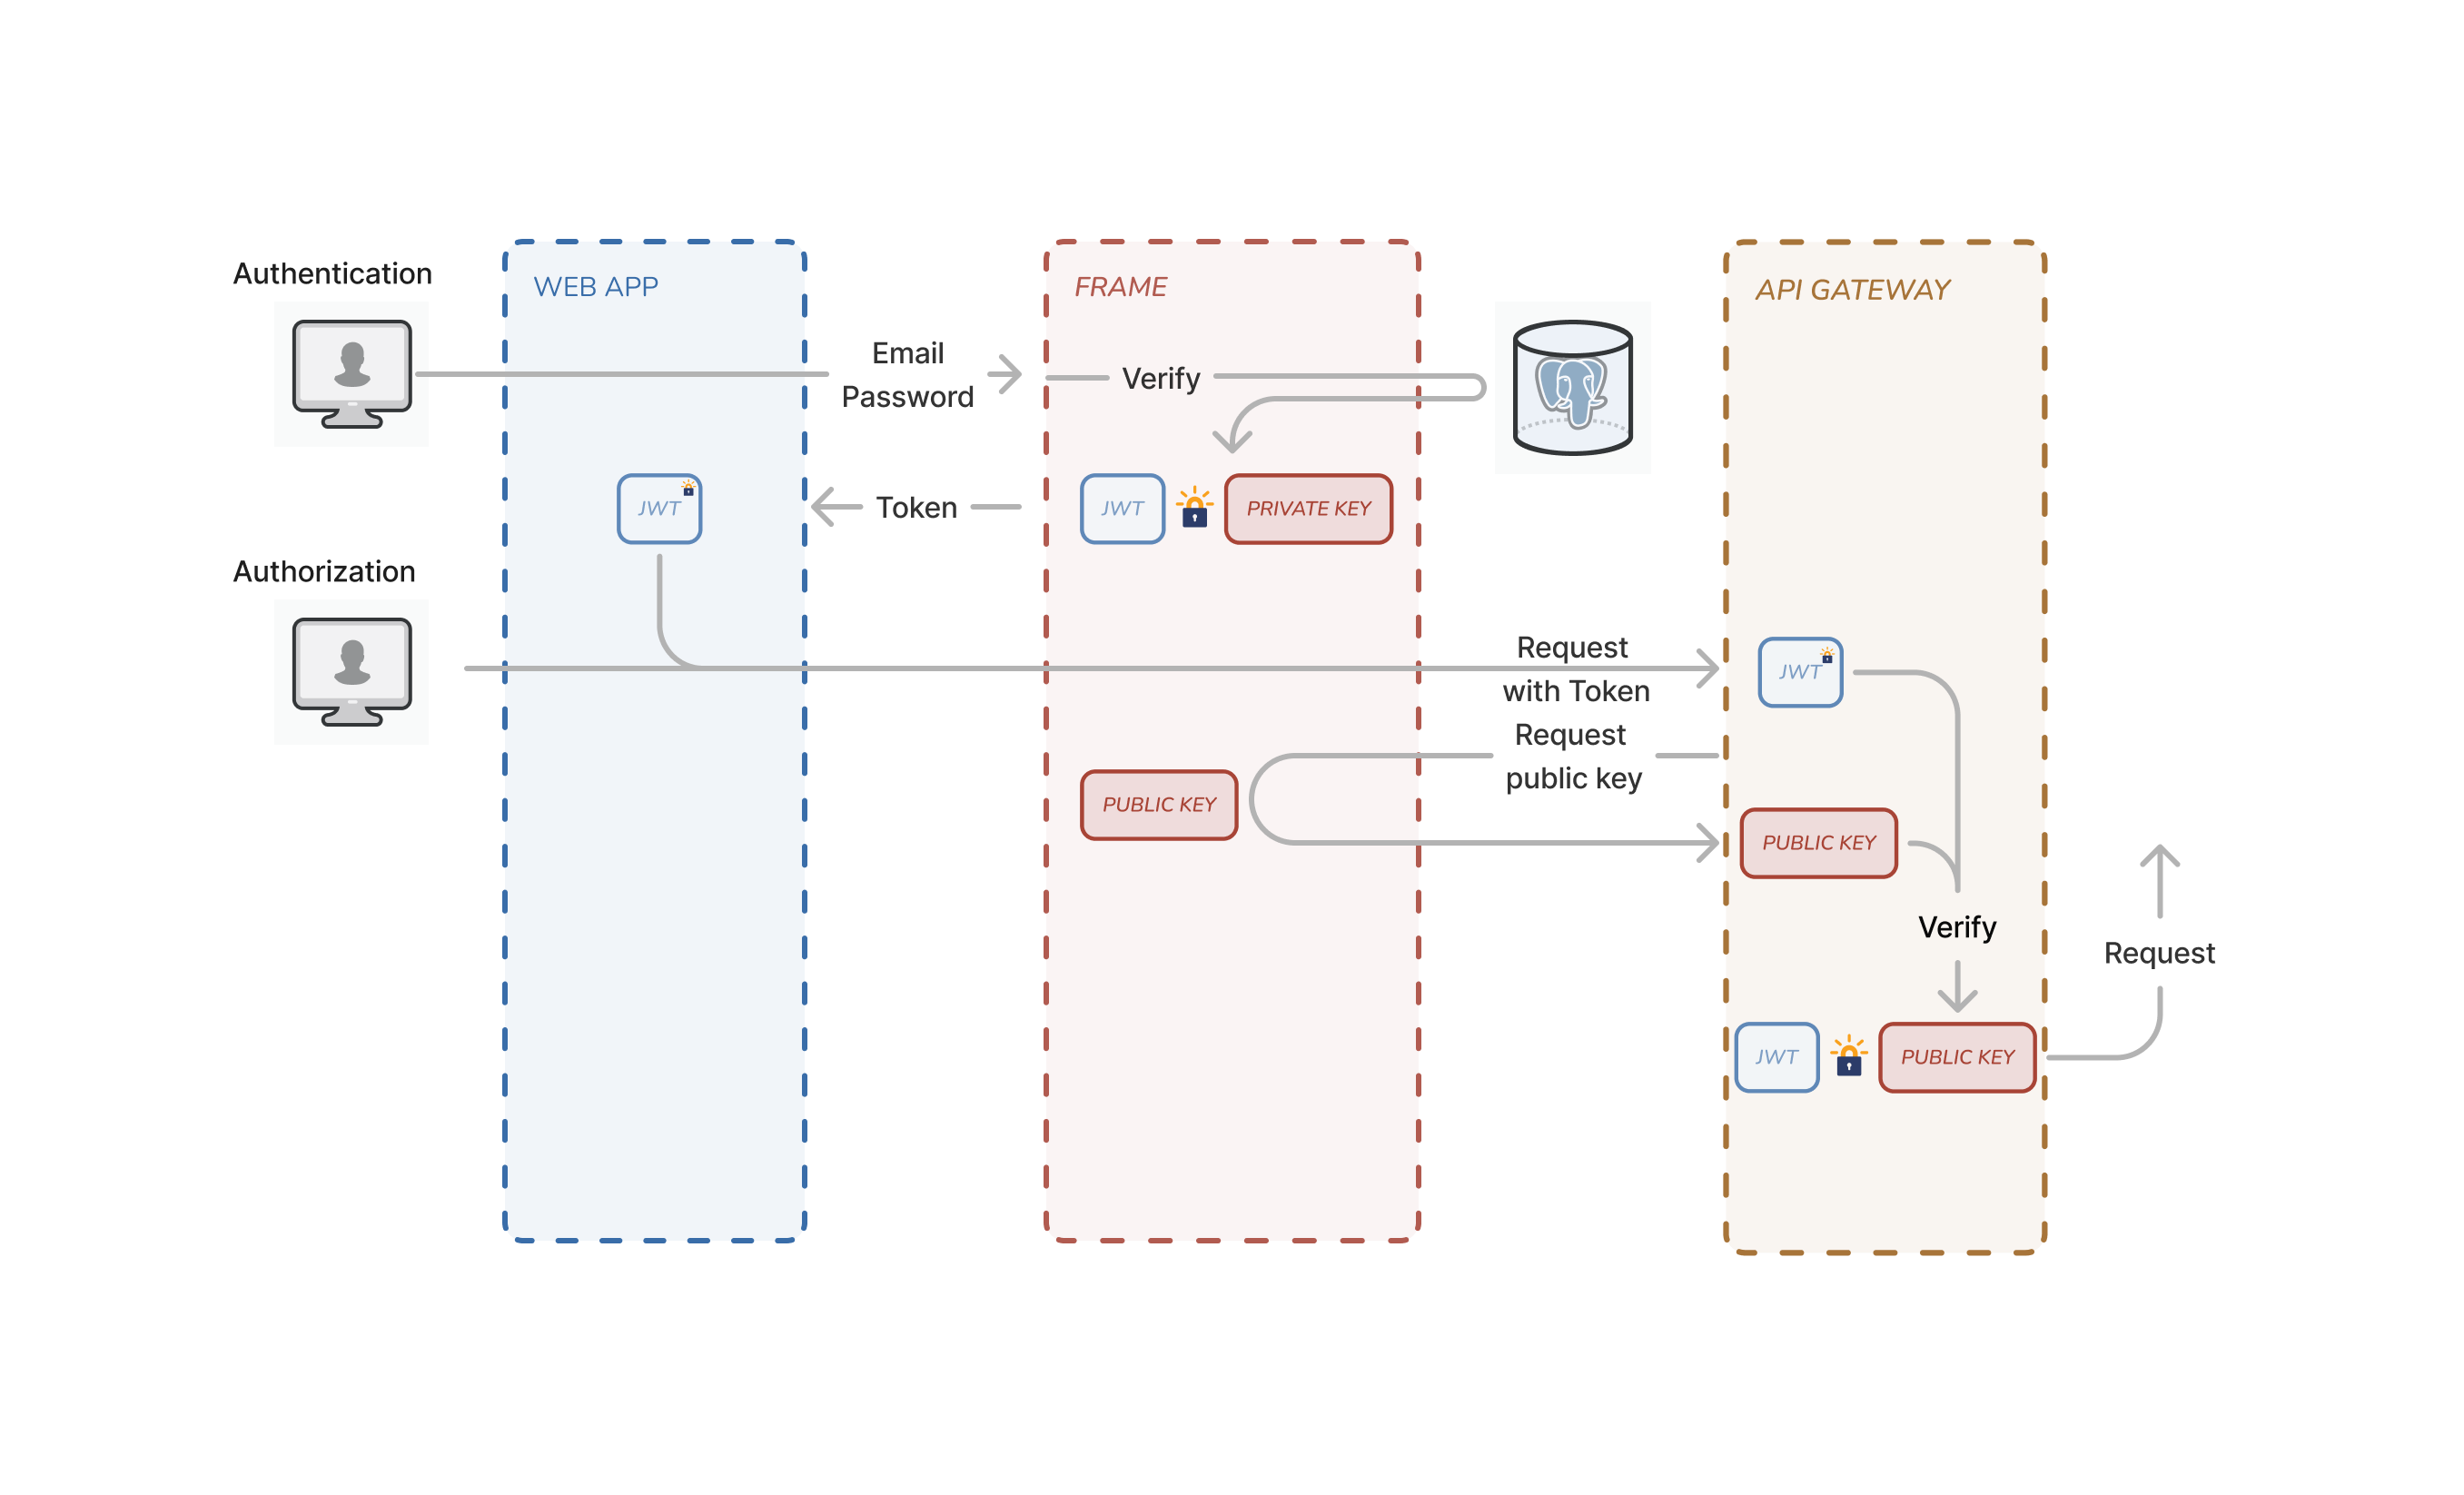 Authentication
WEB APP
FRAME
API GATEWAY
Email
Password
Verify
JWT
Token
JWT
PRIVATE KEY
Authorization
Request
with Token
JWT
Request
public key
PUBLIC KEY
PUBLIC KEY
Verify
Request
JWT
PUBLIC KEY